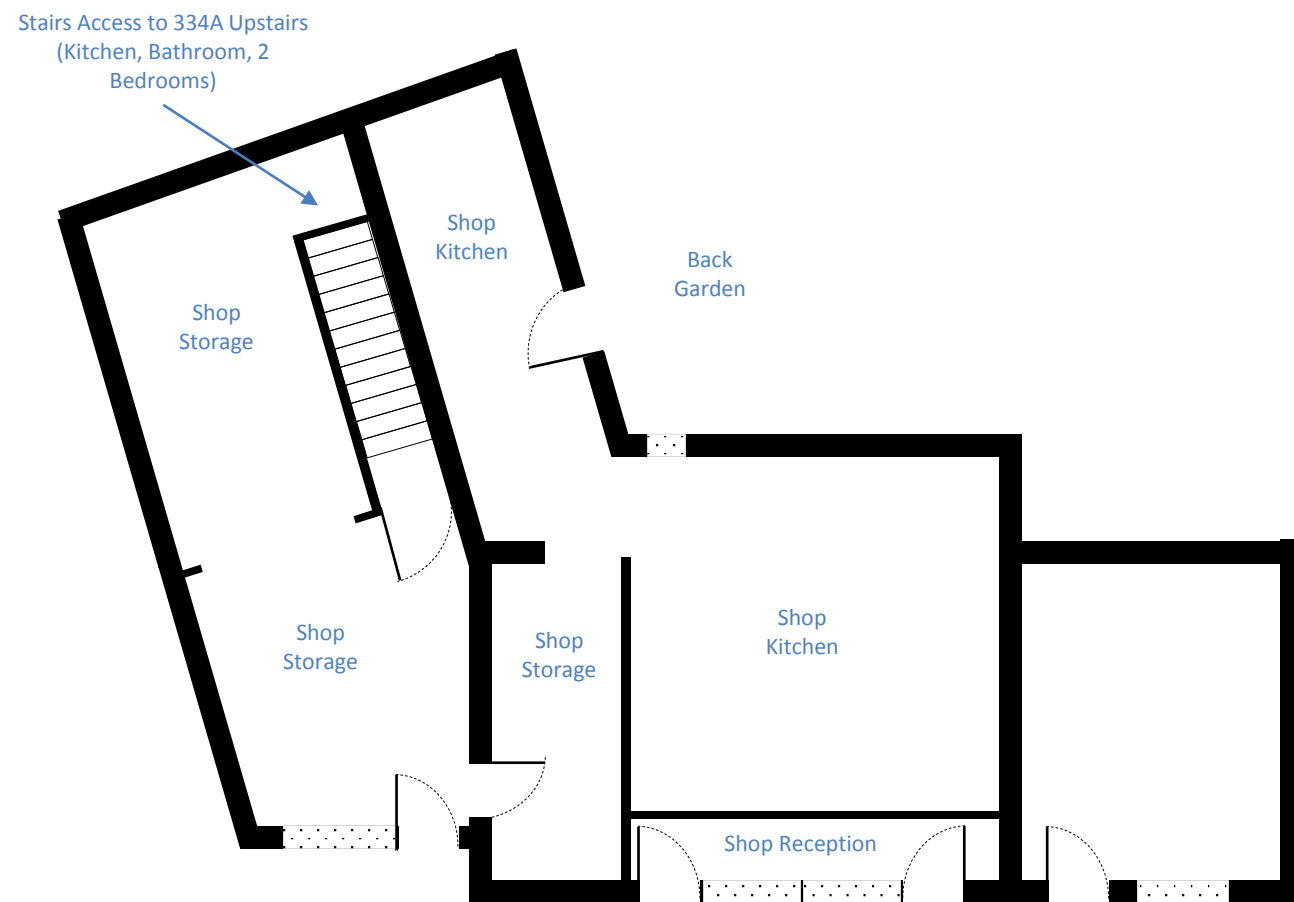 Stairs Access to 334A Upstairs
(Kitchen, Bathroom, 2
Bedrooms)
Shop
Kitchen
Back
Garden
Shop
Storage
Shop
Kitchen
Shop
Storage
Shop
Storage
Shop Reception